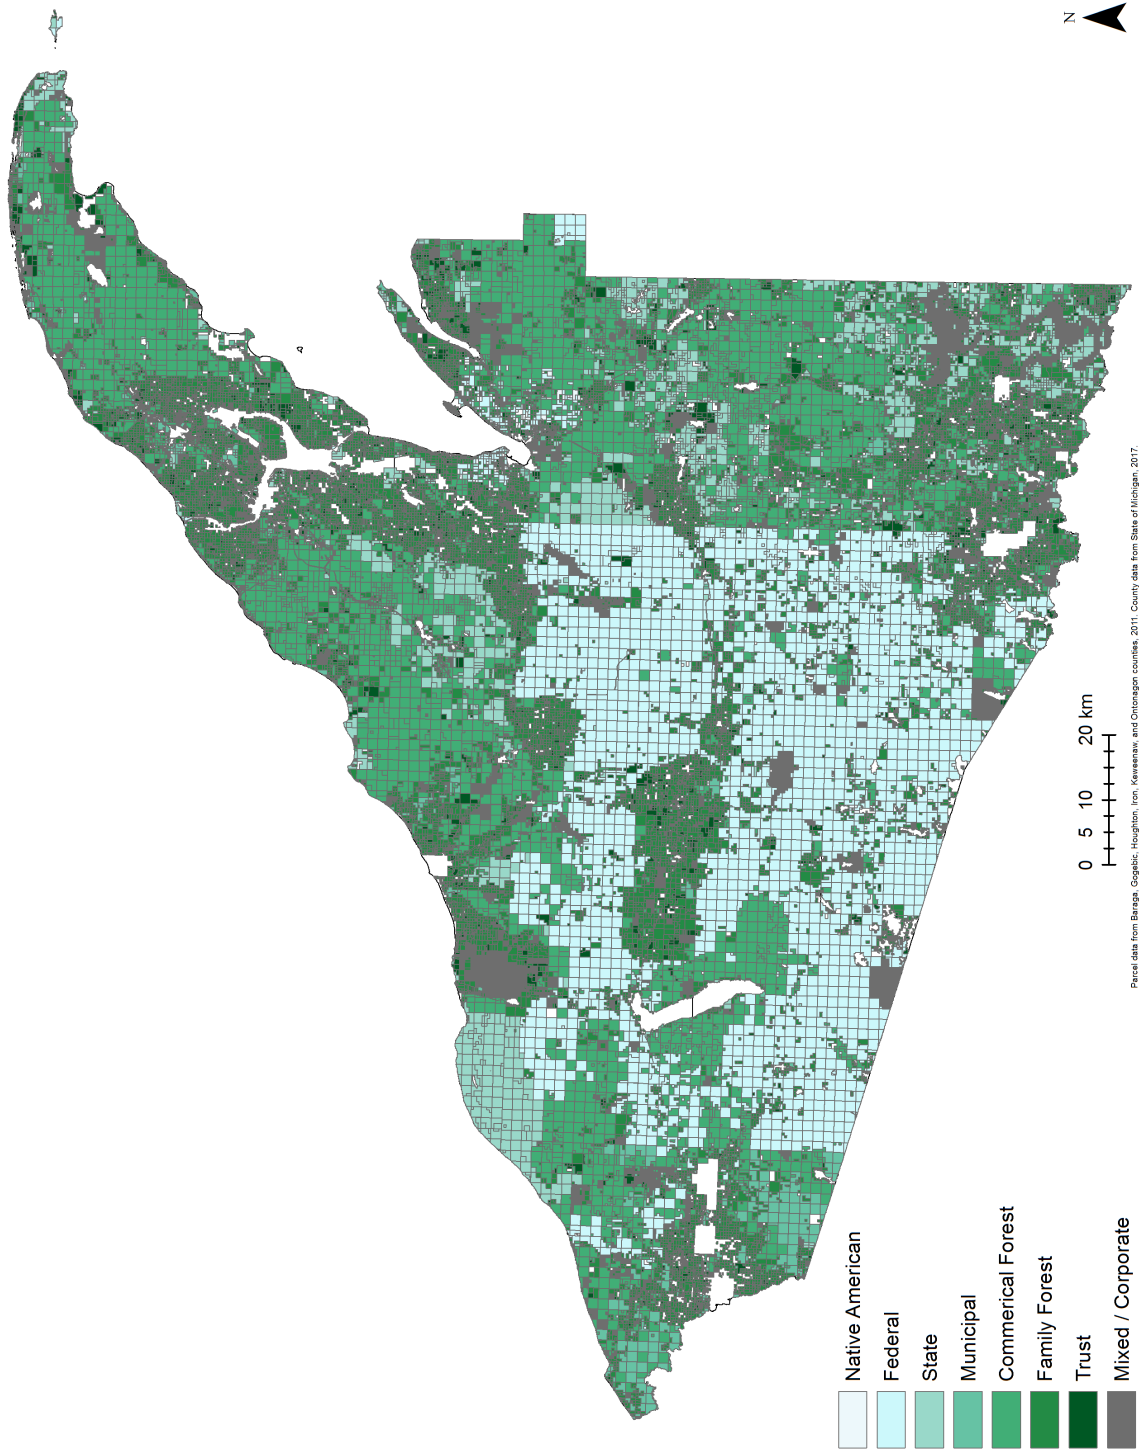 N
Native American
Federal
State
Municipal
Commerical Forest
Family Forest
Trust
Mixed / Corporate
0 5 10 20 km
Parcel data from Baraga, Gogebic, Houghton, Iron, Keweenaw, and Ontonagon counties, 2011. County data from State of Michigan, 2017.